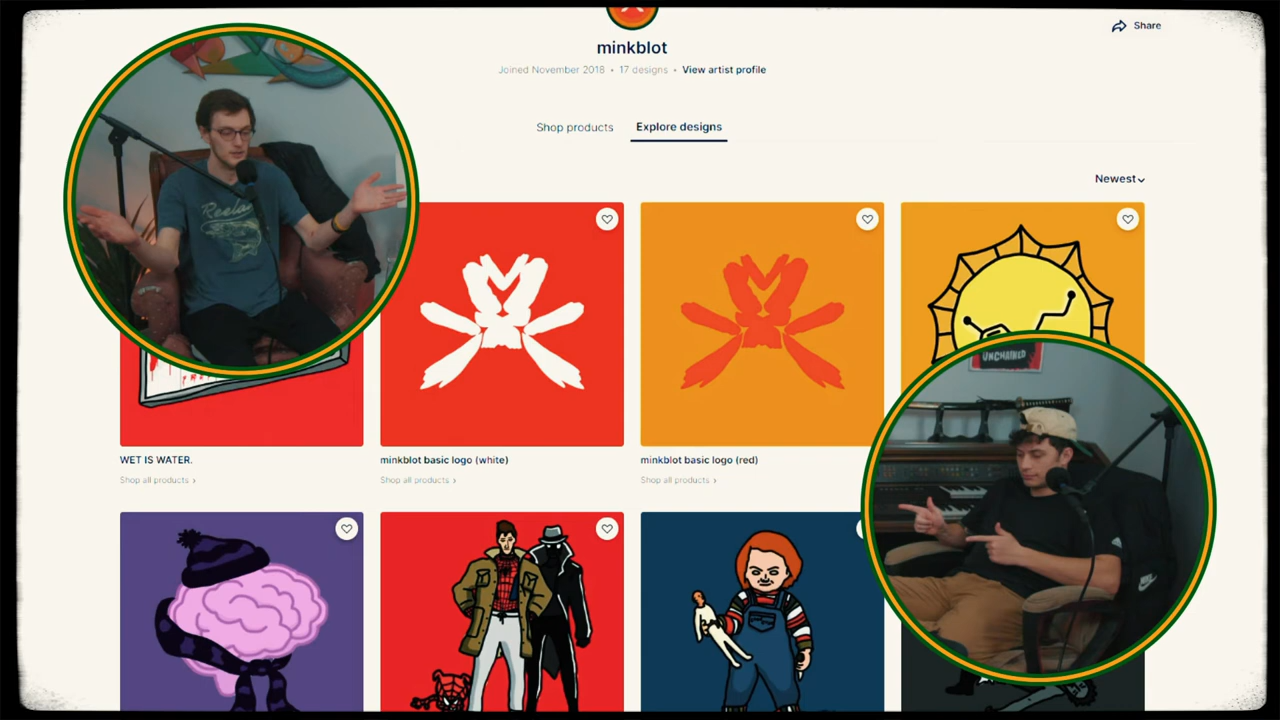 Share
minkblot
Joined November 2018 • 17 designs • View artist profile
Shop products
Explore designs
Newest
WET IS WATER.
Shop all products ›
minkblot basic logo (white)
Shop all products ›
minkblot basic logo (red)
Shop all products ›
UNCHAINED